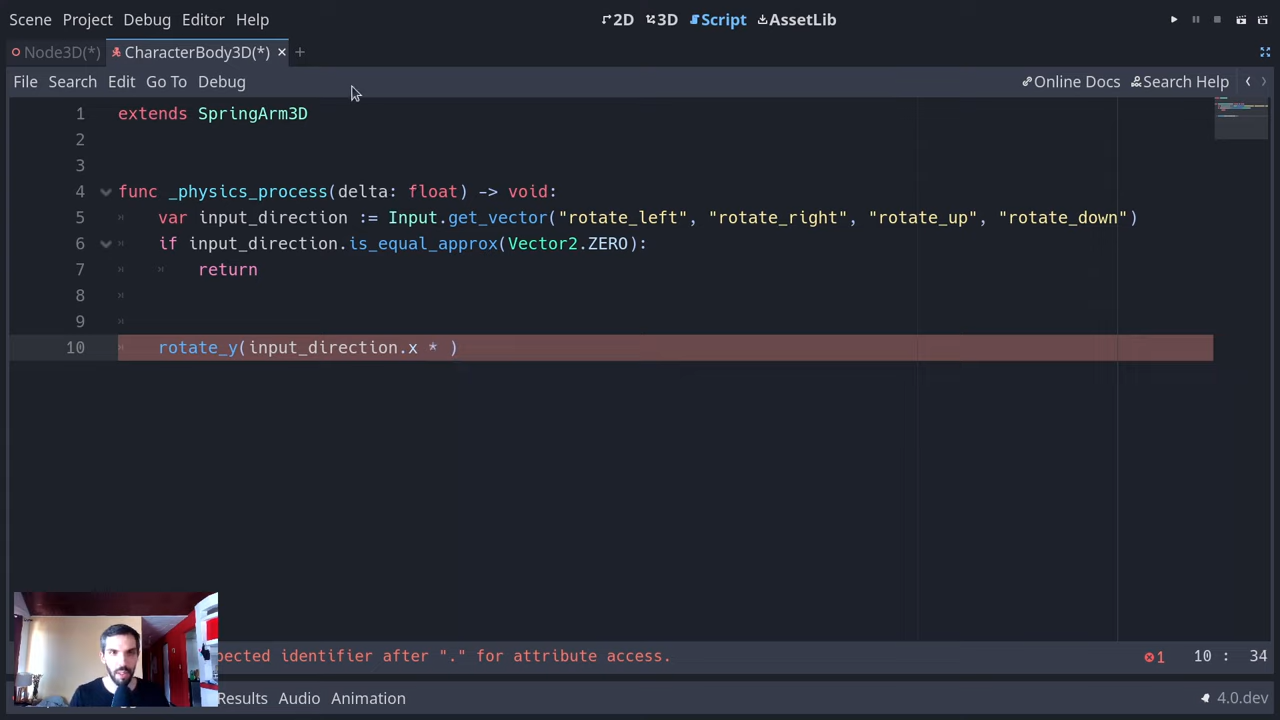 Scene Project Debug Editor Help 2D 3D Script AssetLib
Node3D(*) CharacterBody3D(*) × +
File Search Edit Go To Debug Online Docs Search Help
1 extends SpringArm3D
2
3
4 func _physics_process(delta: float) -> void:
5 var input_direction := Input.get_vector("rotate_left", "rotate_right", "rotate_up", "rotate_down")
6 if input_direction.is_equal_approx(Vector2.ZERO):
7 return
8
9
10 rotate_y(input_direction.x * )
pected identifier after "." for attribute access. 1 10 : 34
Results Audio Animation 4.0.dev